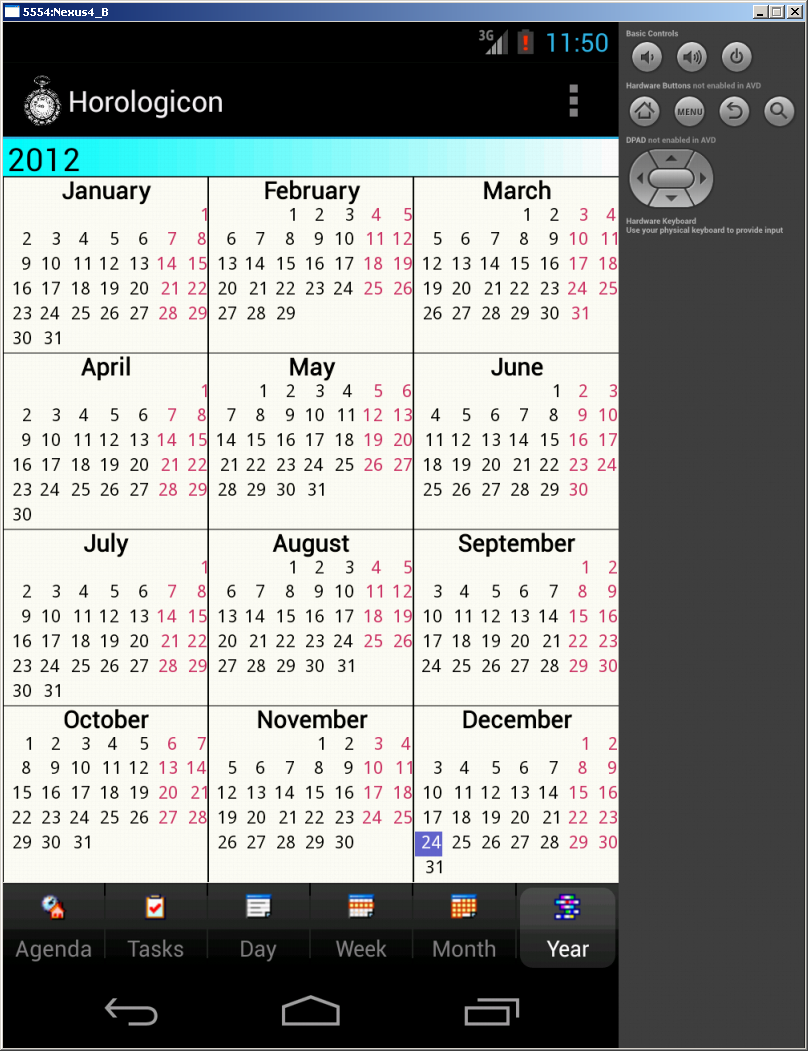 5554:Nexus4_B
3G 11:50
Horologicon
2012
January February March
1 1 2 3 4 5 1 2 3 4
2 3 4 5 6 7 8 6 7 8 9 10 11 12 5 6 7 8 9 10 11
9 10 11 12 13 14 15 13 14 15 16 17 18 19 12 13 14 15 16 17 18
16 17 18 19 20 21 22 20 21 22 23 24 25 26 19 20 21 22 23 24 25
23 24 25 26 27 28 29 27 28 29 26 27 28 29 30 31
30 31
April May June
1 1 2 3 4 5 6 1 2 3
2 3 4 5 6 7 8 7 8 9 10 11 12 13 4 5 6 7 8 9 10
9 10 11 12 13 14 15 14 15 16 17 18 19 20 11 12 13 14 15 16 17
16 17 18 19 20 21 22 21 22 23 24 25 26 27 18 19 20 21 22 23 24
23 24 25 26 27 28 29 28 29 30 31 25 26 27 28 29 30
30
July August September
1 1 2 3 4 5 1 2
2 3 4 5 6 7 8 6 7 8 9 10 11 12 3 4 5 6 7 8 9
9 10 11 12 13 14 15 13 14 15 16 17 18 19 10 11 12 13 14 15 16
16 17 18 19 20 21 22 20 21 22 23 24 25 26 17 18 19 20 21 22 23
23 24 25 26 27 28 29 27 28 29 30 31 24 25 26 27 28 29 30
30 31
October November December
1 2 3 4 5 6 7 1 2 3 4 1 2
8 9 10 11 12 13 14 5 6 7 8 9 10 11 3 4 5 6 7 8 9
15 16 17 18 19 20 21 12 13 14 15 16 17 18 10 11 12 13 14 15 16
22 23 24 25 26 27 28 19 20 21 22 23 24 25 17 18 19 20 21 22 23
29 30 31 26 27 28 29 30 24 25 26 27 28 29 30
31
Agenda Tasks Day Week Month Year
Basic Controls
Hardware Buttons not enabled in AVD
MENU
DPAD not enabled in AVD
Hardware Keyboard
Use your physical keyboard to provide input